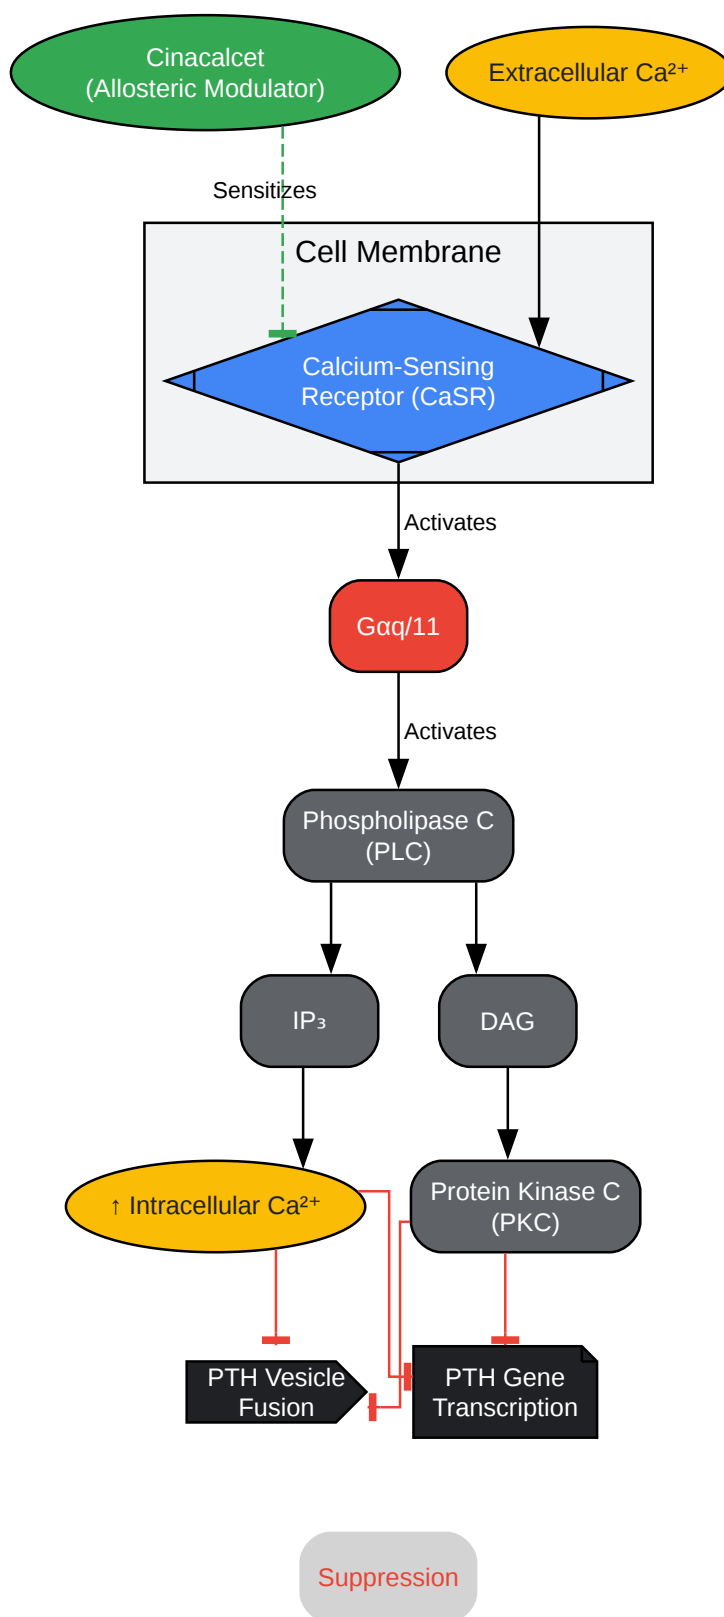 Cinacalcet
(Allosteric Modulator)
Extracellular Ca²⁺
Sensitizes
Cell Membrane
Calcium-Sensing
Receptor (CaSR)
Activates
Gαq/11
Activates
Phospholipase C
(PLC)
IP₃
DAG
↑ Intracellular Ca²⁺
Protein Kinase C
(PKC)
PTH Vesicle
Fusion
PTH Gene
Transcription
Suppression